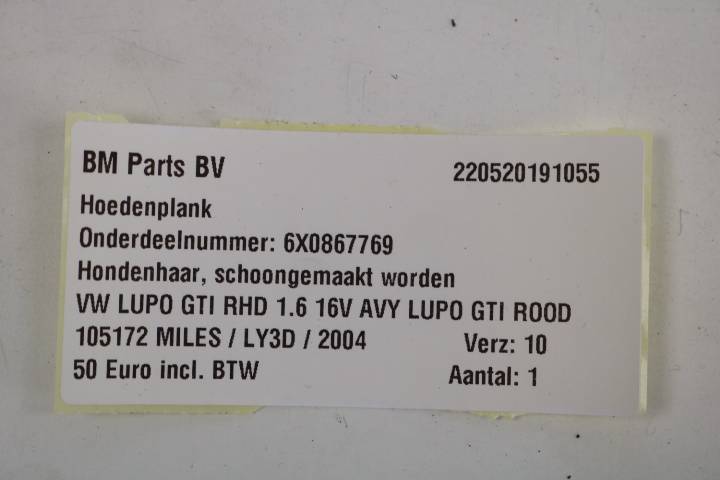 BM Parts BV 220520191055
Hoedenplank
Onderdeelnummer: 6X0867769
Hondenhaar, schoongemaakt worden
VW LUPO GTI RHD 1.6 16V AVY LUPO GTI ROOD
105172 MILES / LY3D / 2004 Verz: 10
50 Euro incl. BTW Aantal: 1